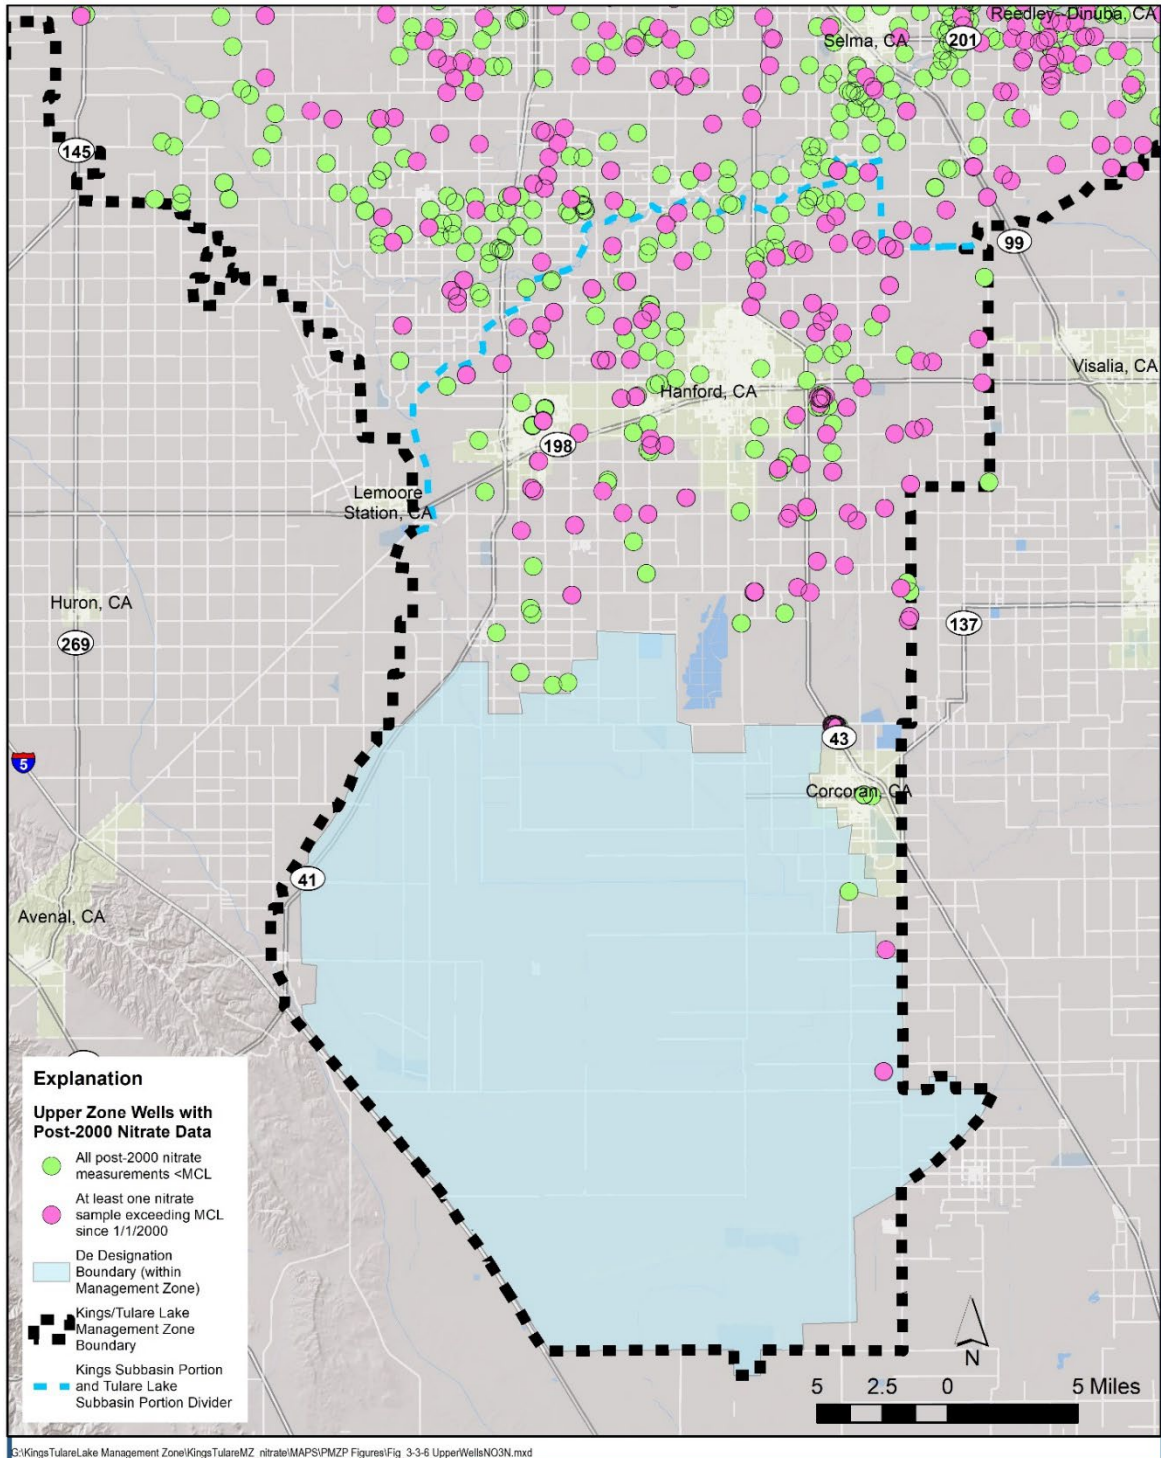 Reedley--Dinuba, CA
Selma, CA
201
145
99
Visalia, CA
Hanford, CA
198
Lemoore
Station, CA
Huron, CA
269
137
43
5
Corcoran, CA
41
Avenal, CA
Explanation
Upper Zone Wells with
Post-2000 Nitrate Data
All post-2000 nitrate
measurements <MCL
At least one nitrate
sample exceeding MCL
since 1/1/2000
De Designation
Boundary (within
Management Zone)
Kings/Tulare Lake
Management Zone
Boundary
Kings Subbasin Portion
and Tulare Lake
Subbasin Portion Divider
N
5 2.5 0 5 Miles
G:\KingsTulareLake Management Zone\KingsTulareMZ_nitrate\MAPS\PMZP Figures\Fig_3-3-6 UpperWellsNO3N.mxd